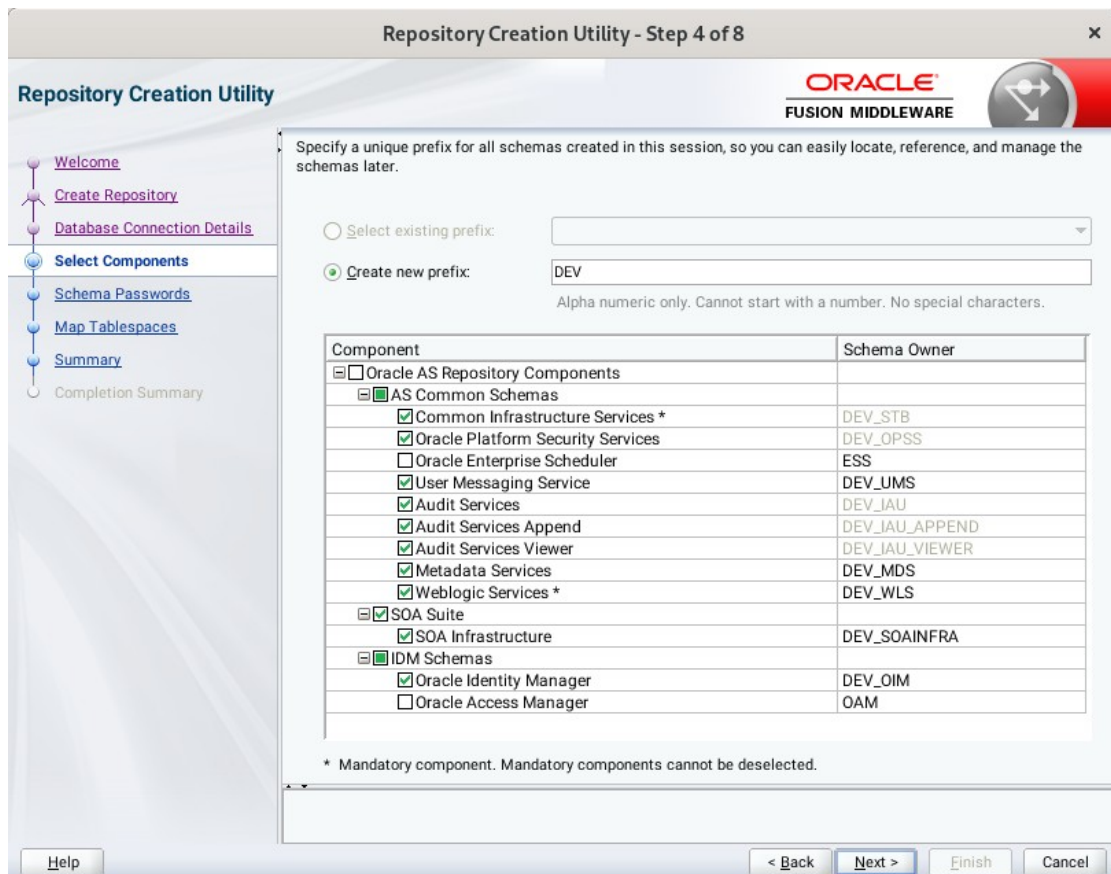 Repository Creation Utility - Step 4 of 8
×
Repository Creation Utility
ORACLE
FUSION MIDDLEWARE
Welcome
Create Repository
Database Connection Details
Select Components
Schema Passwords
Map Tablespaces
Summary
Completion Summary
Specify a unique prefix for all schemas created in this session, so you can easily locate, reference, and manage the
schemas later.
Select existing prefix:
Create new prefix: DEV
Alpha numeric only. Cannot start with a number. No special characters.
Component Schema Owner
Oracle AS Repository Components
AS Common Schemas
Common Infrastructure Services * DEV_STB
Oracle Platform Security Services DEV_OPSS
Oracle Enterprise Scheduler ESS
User Messaging Service DEV_UMS
Audit Services DEV_IAU
Audit Services Append DEV_IAU_APPEND
Audit Services Viewer DEV_IAU_VIEWER
Metadata Services DEV_MDS
Weblogic Services * DEV_WLS
SOA Suite
SOA Infrastructure DEV_SOAINFRA
IDM Schemas
Oracle Identity Manager DEV_OIM
Oracle Access Manager OAM
* Mandatory component. Mandatory components cannot be deselected.
Help < Back Next > Finish Cancel